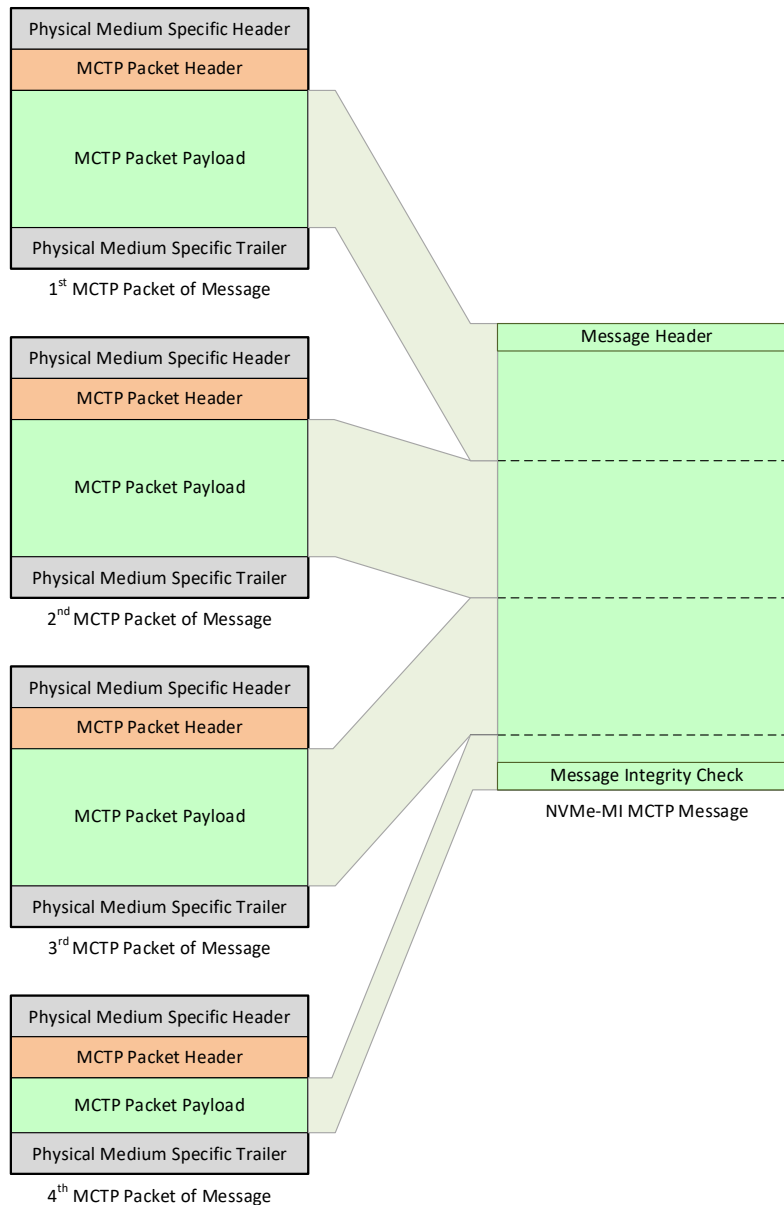 Physical Medium Specific Header
MCTP Packet Header
MCTP Packet Payload
Physical Medium Specific Trailer
1st MCTP Packet of Message
Physical Medium Specific Header
MCTP Packet Header
MCTP Packet Payload
Physical Medium Specific Trailer
2nd MCTP Packet of Message
Physical Medium Specific Header
MCTP Packet Header
MCTP Packet Payload
Physical Medium Specific Trailer
3rd MCTP Packet of Message
Physical Medium Specific Header
MCTP Packet Header
MCTP Packet Payload
Physical Medium Specific Trailer
4th MCTP Packet of Message
Message Header
Message Integrity Check
NVMe-MI MCTP Message